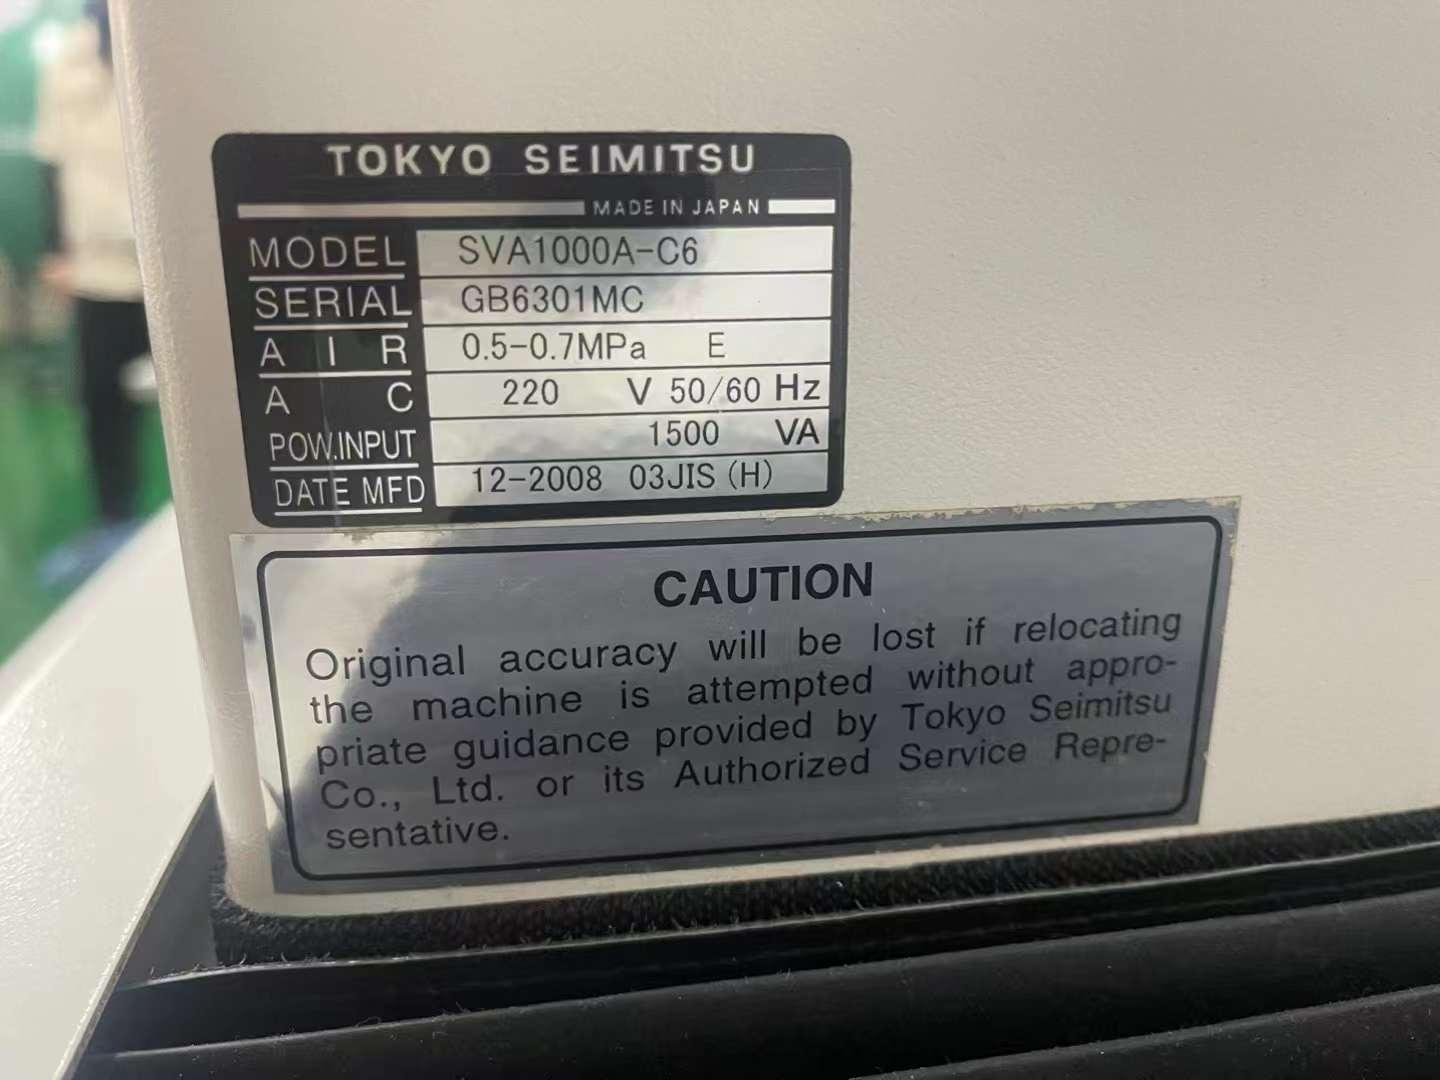 TOKYO SEIMITSU
MADE IN JAPAN
MODEL SVA1000A-C6
SERIAL GB6301MC
AIR 0.5-0.7MPa E
AC 220 V 50/60 Hz
POW.INPUT 1500 VA
DATE MFD 12-2008 03JIS (H)
CAUTION
Original accuracy will be lost if relocating
the machine is attempted without appro-
priate guidance provided by Tokyo Seimitsu
Co., Ltd. or its Authorized Service Repre-
sentative.